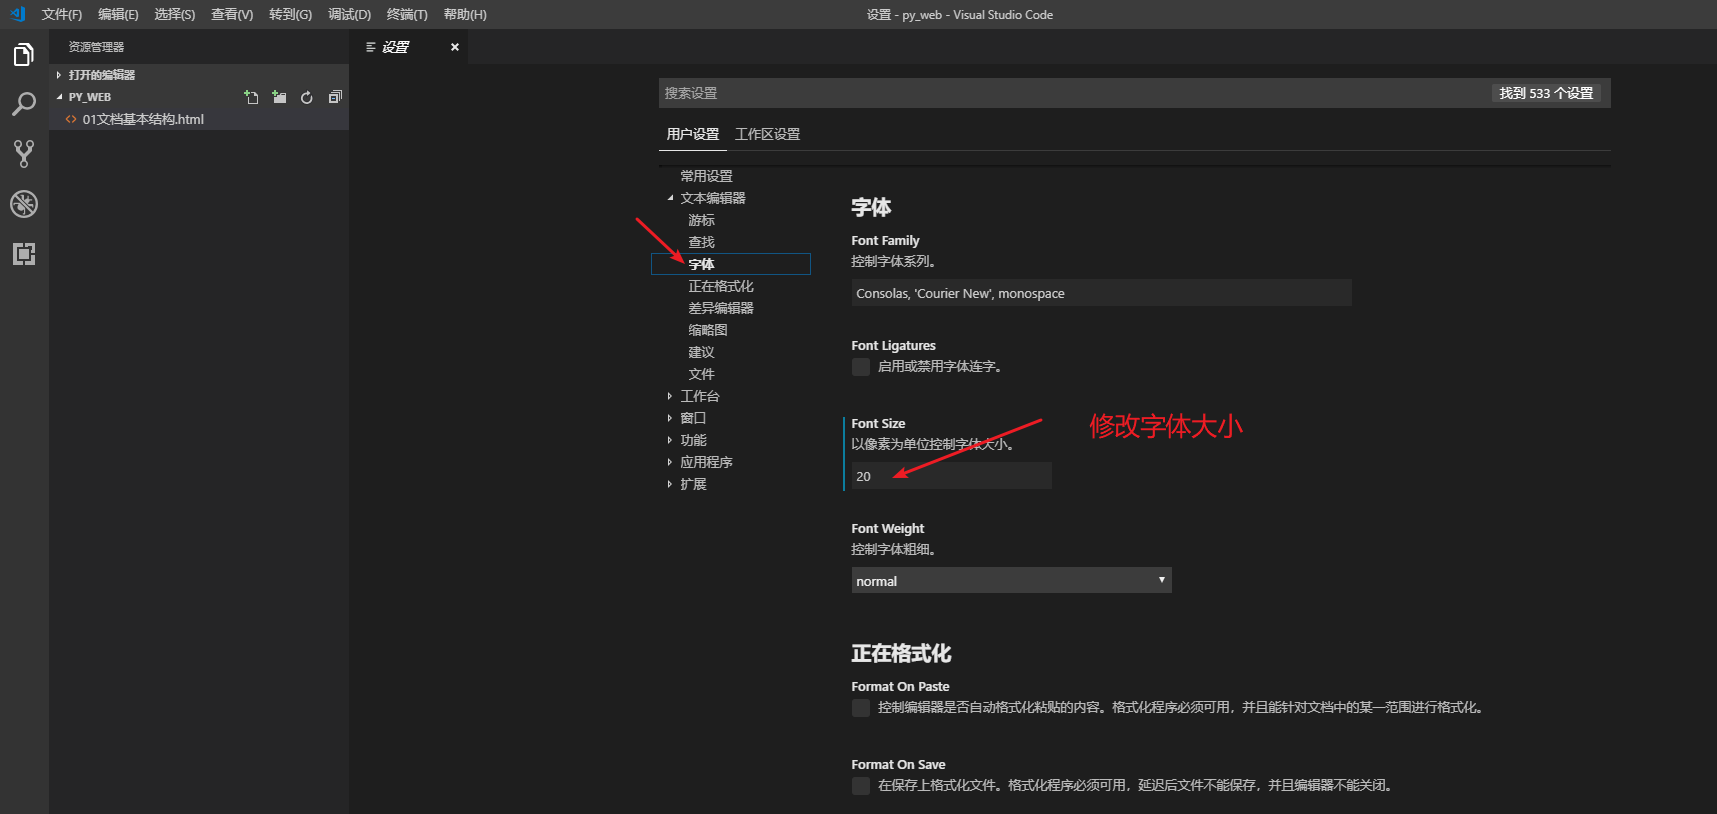 文件(F) 编辑(E) 选择(S) 查看(V) 转到(G) 调试(D) 终端(T) 帮助(H) 设置 - py_web - Visual Studio Code
资源管理器
设置
打开的编辑器
PY_WEB
01文档基本结构.html
搜索设置
找到 533 个设置
用户设置 工作区设置
常用设置
文本编辑器
游标
查找
字体
正在格式化
差异编辑器
缩略图
建议
文件
工作台
窗口
功能
应用程序
扩展
字体
Font Family
控制字体系列。
Consolas, 'Courier New', monospace
Font Ligatures
启用或禁用字体连字。
Font Size
以像素为单位控制字体大小。
20
修改字体大小
Font Weight
控制字体粗细。
normal
正在格式化
Format On Paste
控制编辑器是否自动格式化粘贴的内容。格式化程序必须可用，并且能针对文档中的某一范围进行格式化。
Format On Save
在保存上格式化文件。格式化程序必须可用，延迟后文件不能保存，并且编辑器不能关闭。